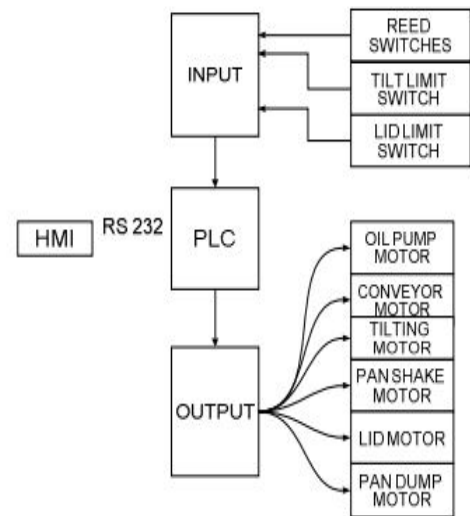 REED
SWITCHES
INPUT
TILT LIMIT
SWITCH
LID LIMIT
SWITCH
HMI
RS 232
PLC
OIL PUMP
MOTOR
CONVEYOR
MOTOR
TILTING
MOTOR
PAN SHAKE
MOTOR
OUTPUT
LID MOTOR
PAN DUMP
MOTOR